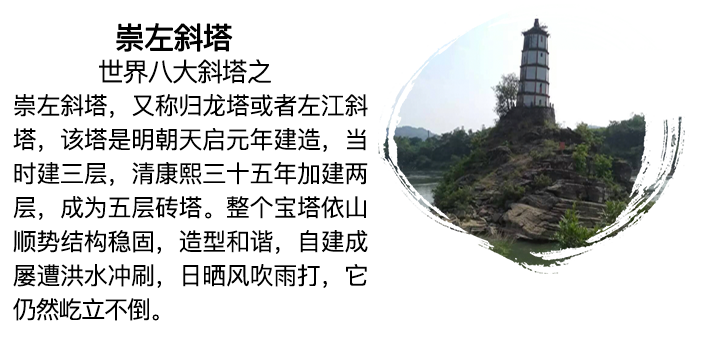 崇左斜塔
世界八大斜塔之
崇左斜塔，又称归龙塔或者左江斜
塔，该塔是明朝天启元年建造，当
时建三层，清康熙三十五年加建两
层，成为五层砖塔。整个宝塔依山
顺势结构稳固，造型和谐，自建成
屡遭洪水冲刷，日晒风吹雨打，它
仍然屹立不倒。